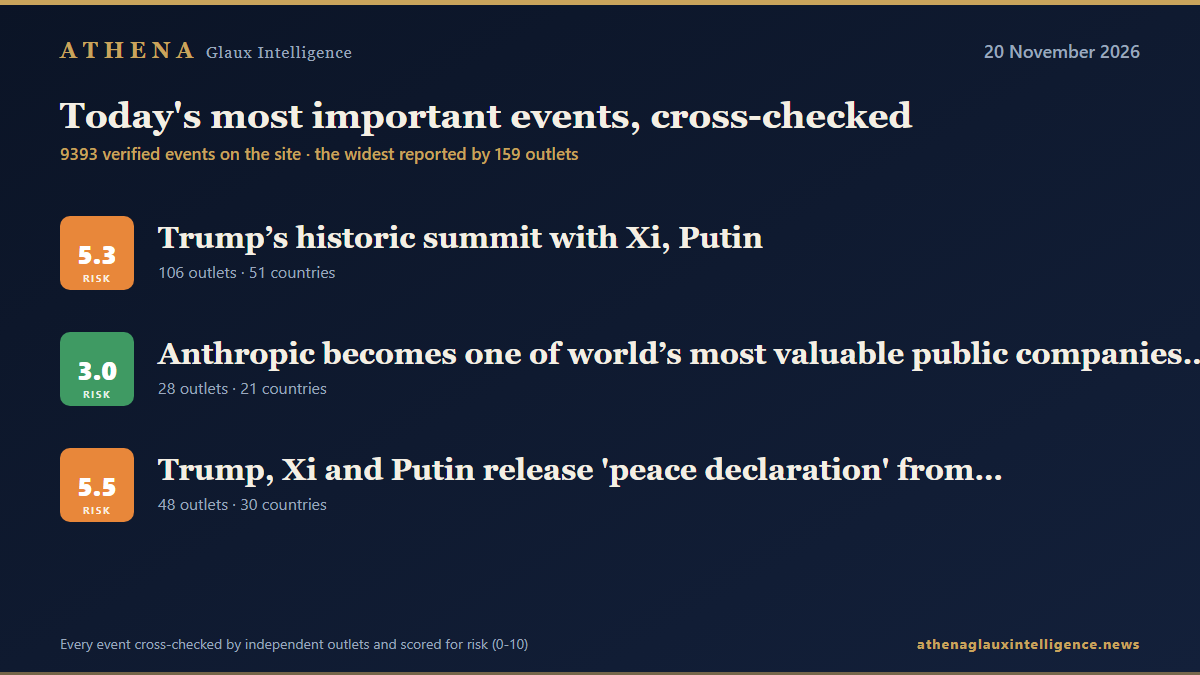 ATHENA Glaux Intelligence
20 November 2026
Today's most important events, cross-checked
9393 verified events on the site · the widest reported by 159 outlets
5.3
RISK
Trump’s historic summit with Xi, Putin
106 outlets · 51 countries
3.0
RISK
Anthropic becomes one of world’s most valuable public companies...
28 outlets · 21 countries
5.5
RISK
Trump, Xi and Putin release 'peace declaration' from...
48 outlets · 30 countries
Every event cross-checked by independent outlets and scored for risk (0-10)
athenaglauxintelligence.news